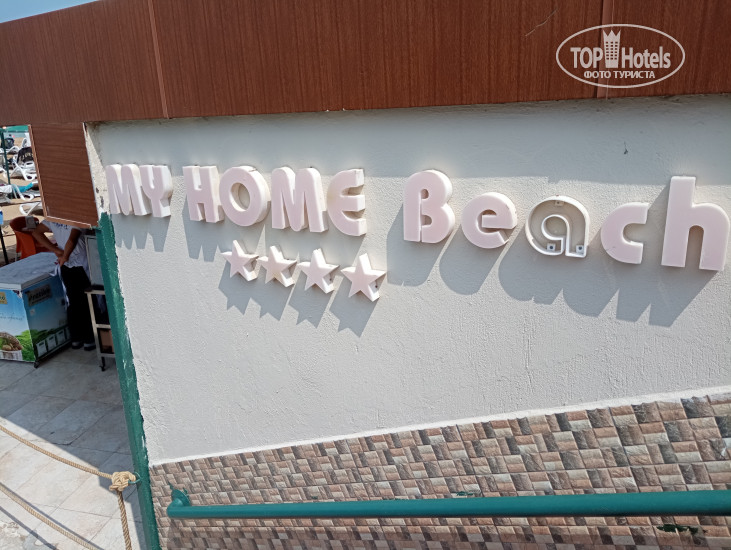 TOP Hotels
ФОТО ТУРИСТА
MY HOME Beach